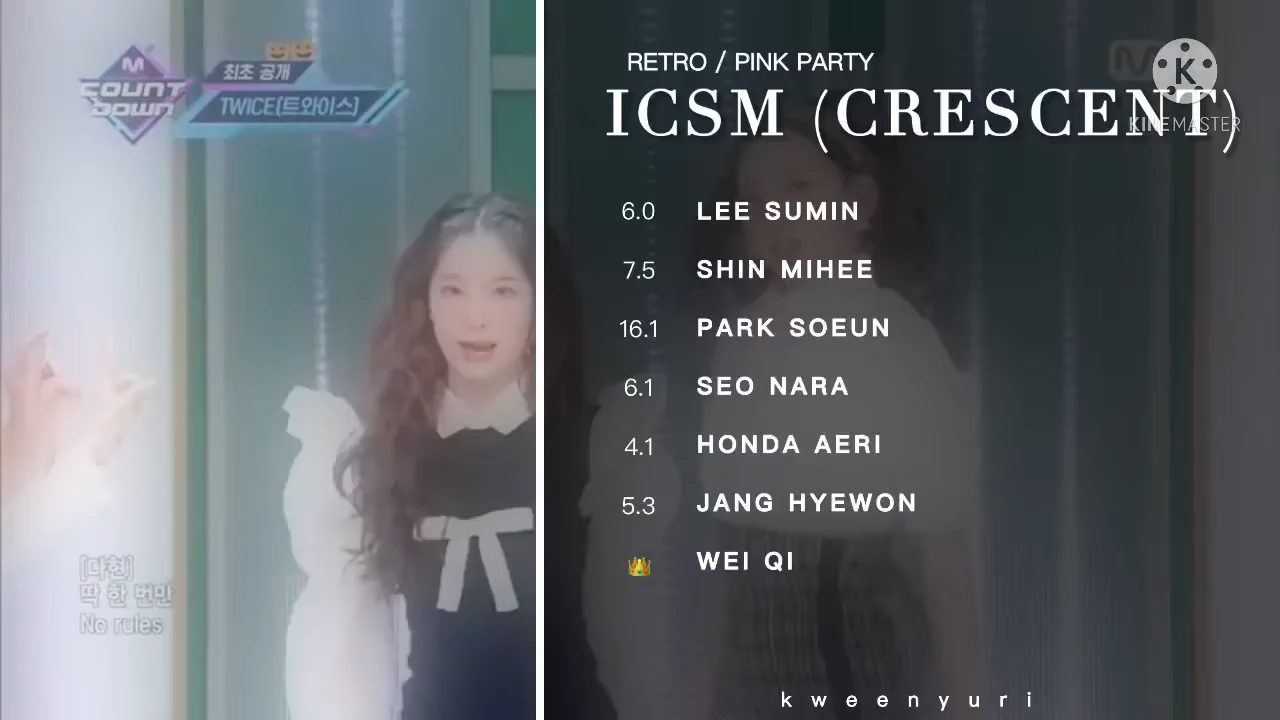 M
COUNT
DOWN
최초 공개
TWICE(트와이스)
[다현]
딱 한 번만
No rules
RETRO / PINK PARTY
ICSM (CRESCENT)
K
KINEMASTER
6.0 LEE SUMIN
7.5 SHIN MIHEE
16.1 PARK SOEUN
6.1 SEO NARA
4.1 HONDA AERI
5.3 JANG HYEWON
WEI QI
kweenyuri